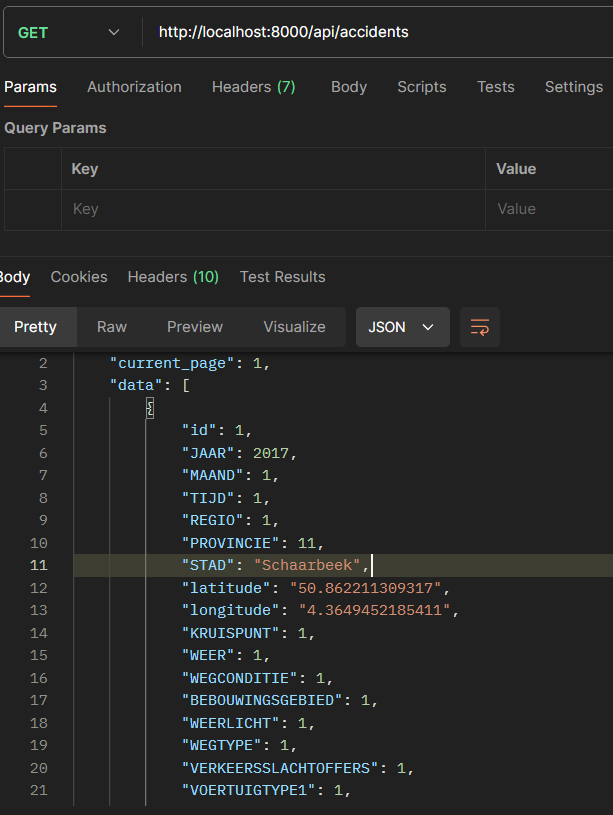 GET http://localhost:8000/api/accidents
Params Authorization Headers (7) Body Scripts Tests Settings
Query Params
Key Value
Key Value
Body Cookies Headers (10) Test Results
Pretty Raw Preview Visualize JSON
2 "current_page": 1,
3 "data": [
4 {
5 "id": 1,
6 "JAAR": 2017,
7 "MAAND": 1,
8 "TIJD": 1,
9 "REGIO": 1,
10 "PROVINCIE": 11,
11 "STAD": "Schaarbeek",
12 "latitude": "50.862211309317",
13 "longitude": "4.3649452185411",
14 "KRUISPUNT": 1,
15 "WEER": 1,
16 "WEGCONDITIE": 1,
17 "BEBOUWINGSGEBIED": 1,
18 "WEERLICHT": 1,
19 "WEGTYPE": 1,
20 "VERKEERSSLACHTOFFERS": 1,
21 "VOERTUIGTYPE1": 1,